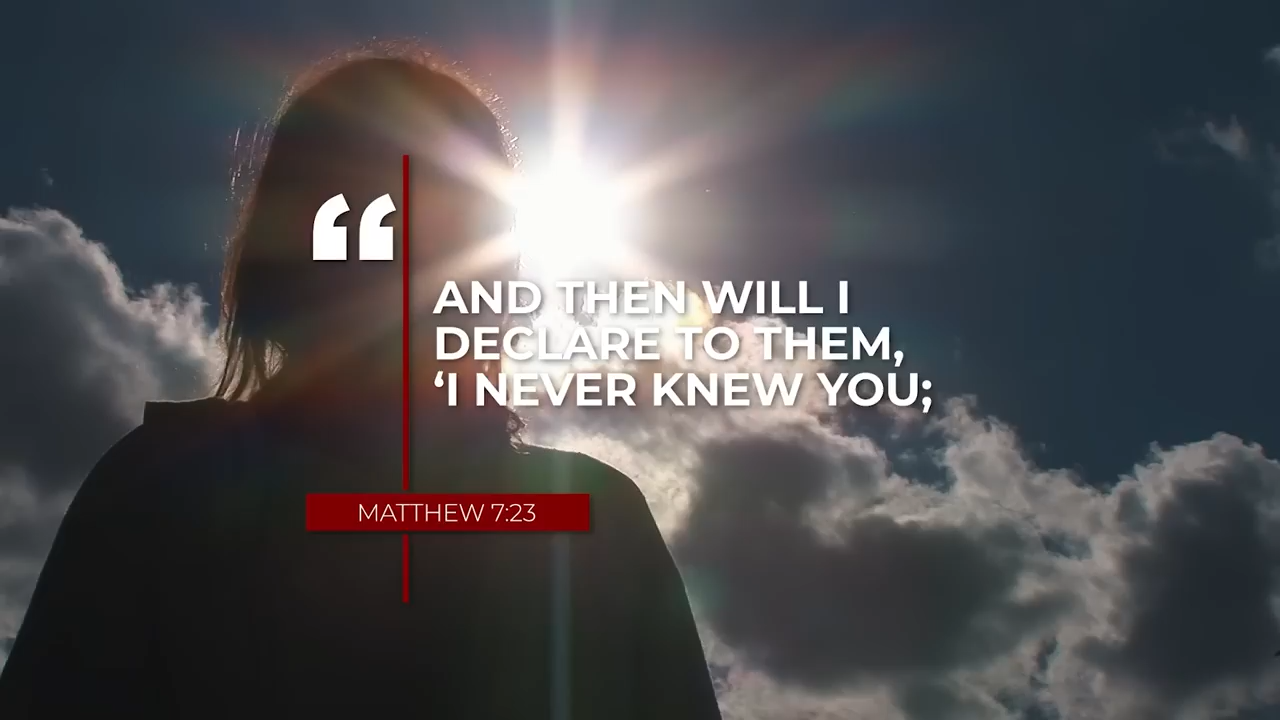 “
AND THEN WILL I
DECLARE TO THEM,
‘I NEVER KNEW YOU;
MATTHEW 7:23